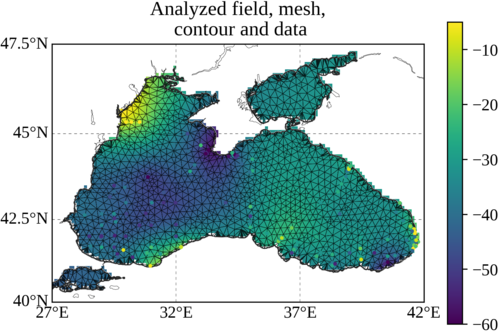 Analyzed field, mesh,
contour and data
47.5°N
45°N
42.5°N
40°N
27°E
32°E
37°E
42°E
−10
−20
−30
−40
−50
−60